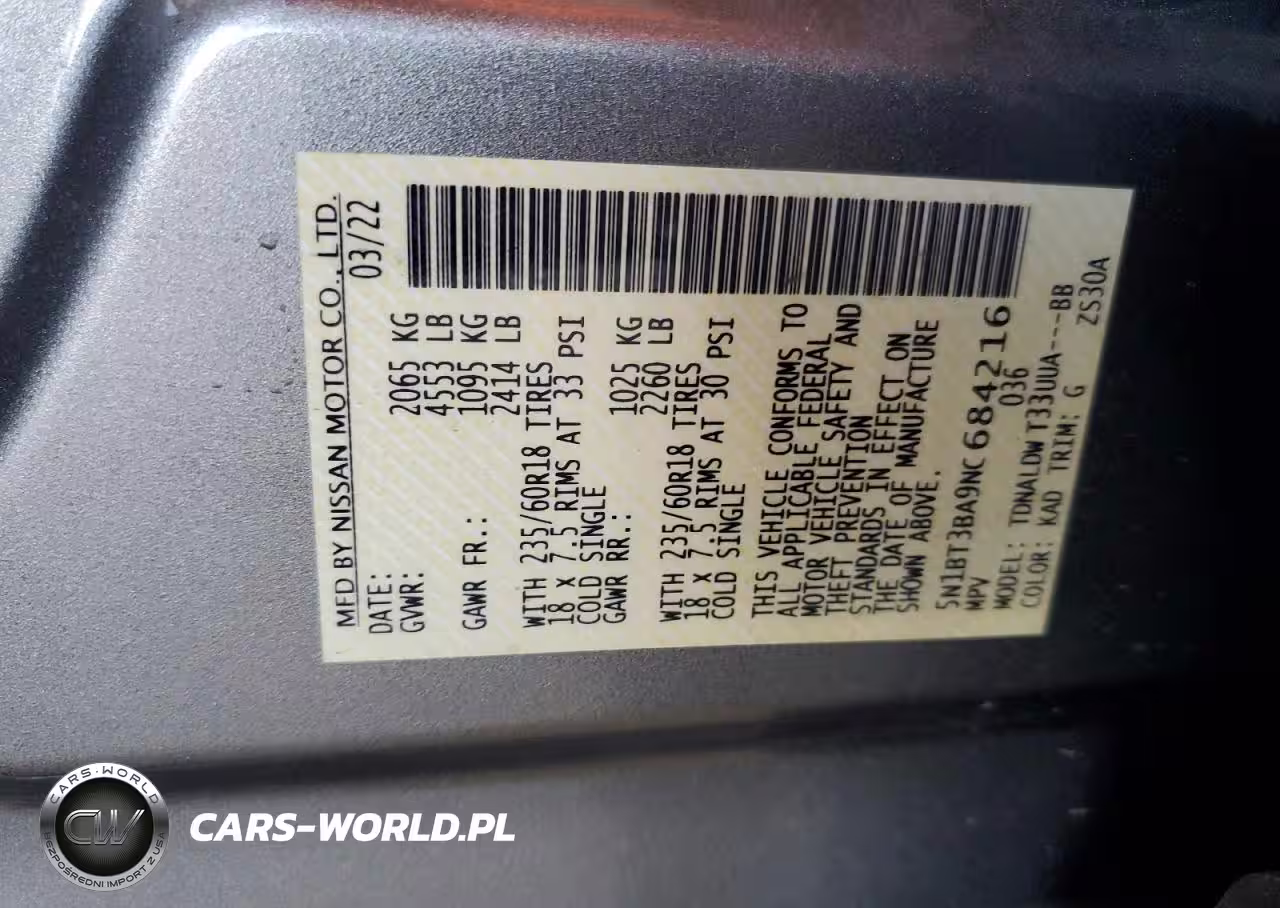 MFD BY NISSAN MOTOR CO., LTD.
DATE: 03/22
GVWR: 2065 KG
4553 LB
GAWR FR.: 1095 KG
2414 LB
WITH 235/60R18 TIRES
18 X 7.5 RIMS AT 33 PSI
COLD SINGLE
GAWR RR.: 1025 KG
2260 LB
WITH 235/60R18 TIRES
18 X 7.5 RIMS AT 30 PSI
COLD SINGLE
THIS VEHICLE CONFORMS TO
ALL APPLICABLE FEDERAL
MOTOR VEHICLE SAFETY AND
THEFT PREVENTION
STANDARDS IN EFFECT ON
THE DATE OF MANUFACTURE
SHOWN ABOVE.
5N1BT3BA9NC684216
MPV 036
MODEL: TDNALDW T33UUA---BB
COLOR: KAD TRIM: G ZS30A
CARS-WORLD
CW
BEZPOŚREDNI IMPORT Z USA
CARS-WORLD.PL